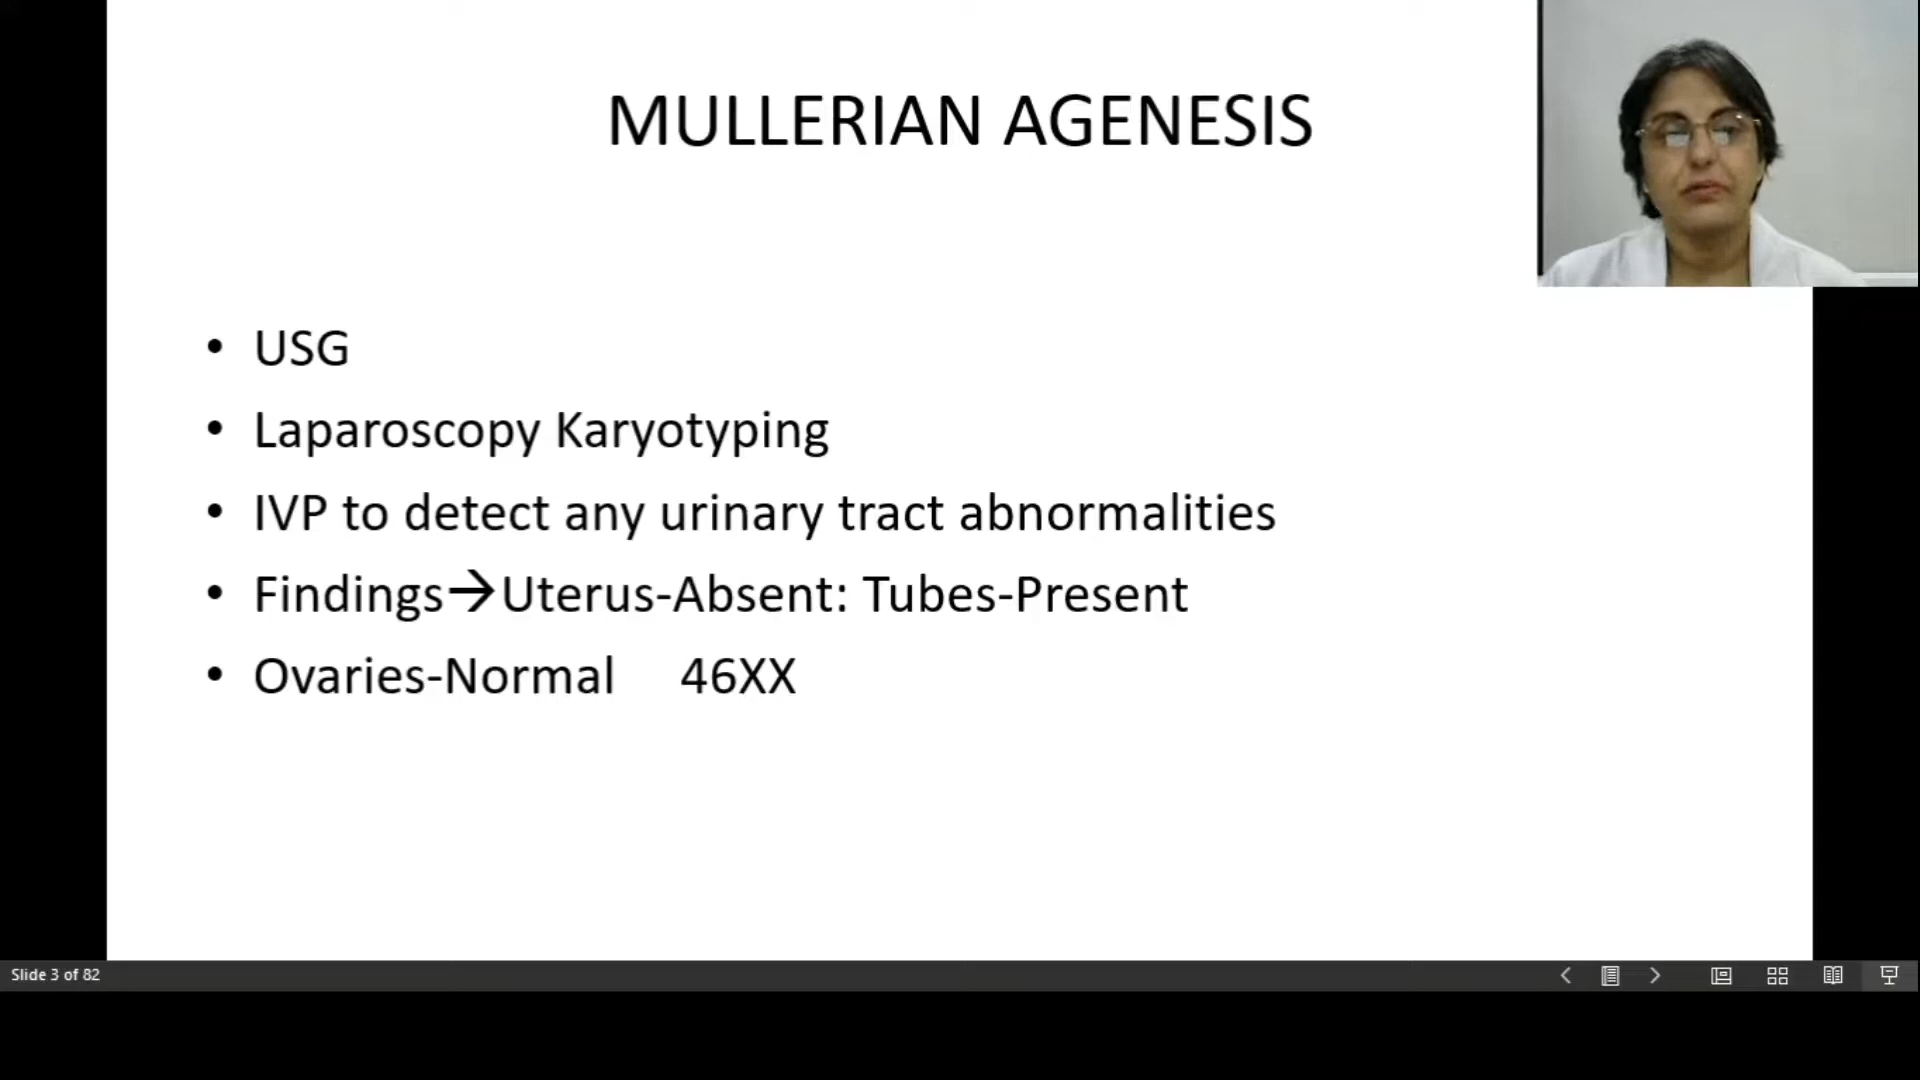 MULLERIAN AGENESIS
• USG
• Laparoscopy Karyotyping
• IVP to detect any urinary tract abnormalities
• Findings→Uterus-Absent: Tubes-Present
• Ovaries-Normal 46XX
Slide 3 of 82